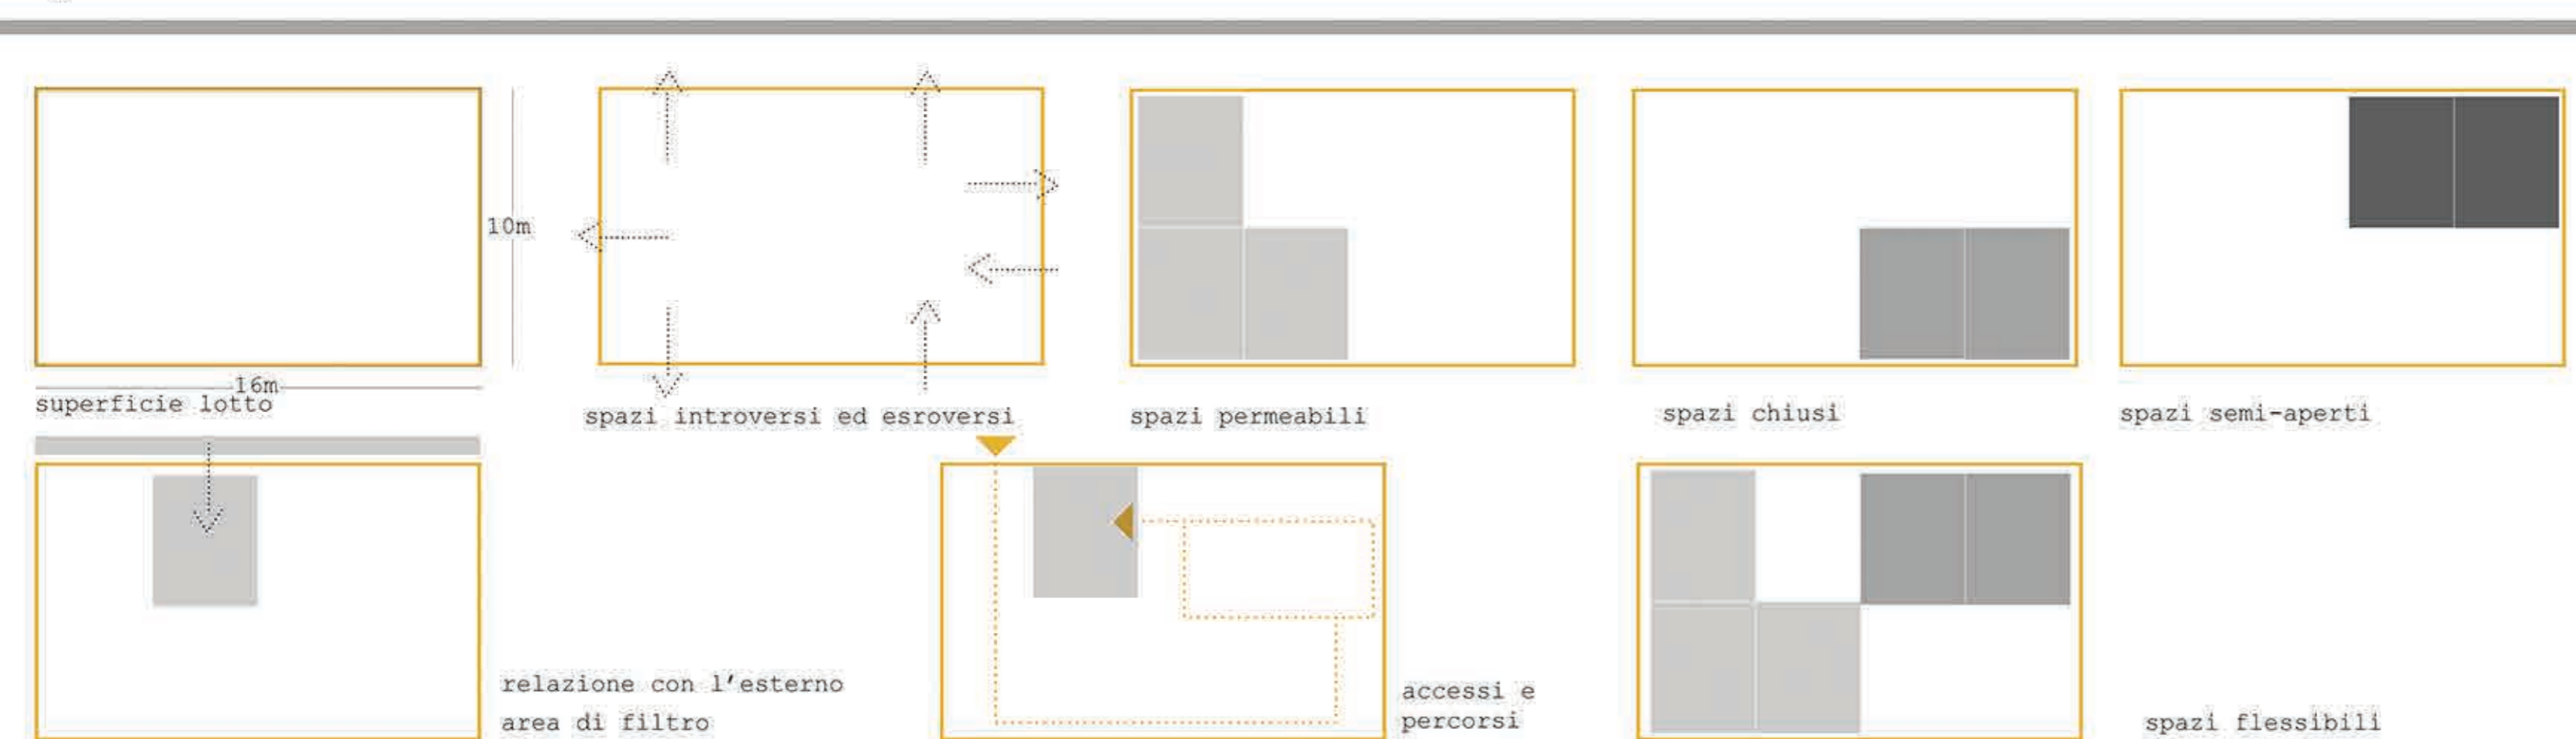 10m
16m
superficie lotto
spazi introversi ed esroversi
spazi permeabili
spazi chiusi
spazi semi-aperti
relazione con l'esterno
area di filtro
accessi e
percorsi
spazi flessibili